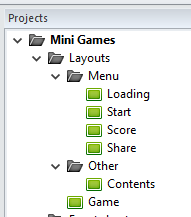 Projects
Mini Games
Layouts
Menu
Loading
Start
Score
Share
Other
Contents
Game